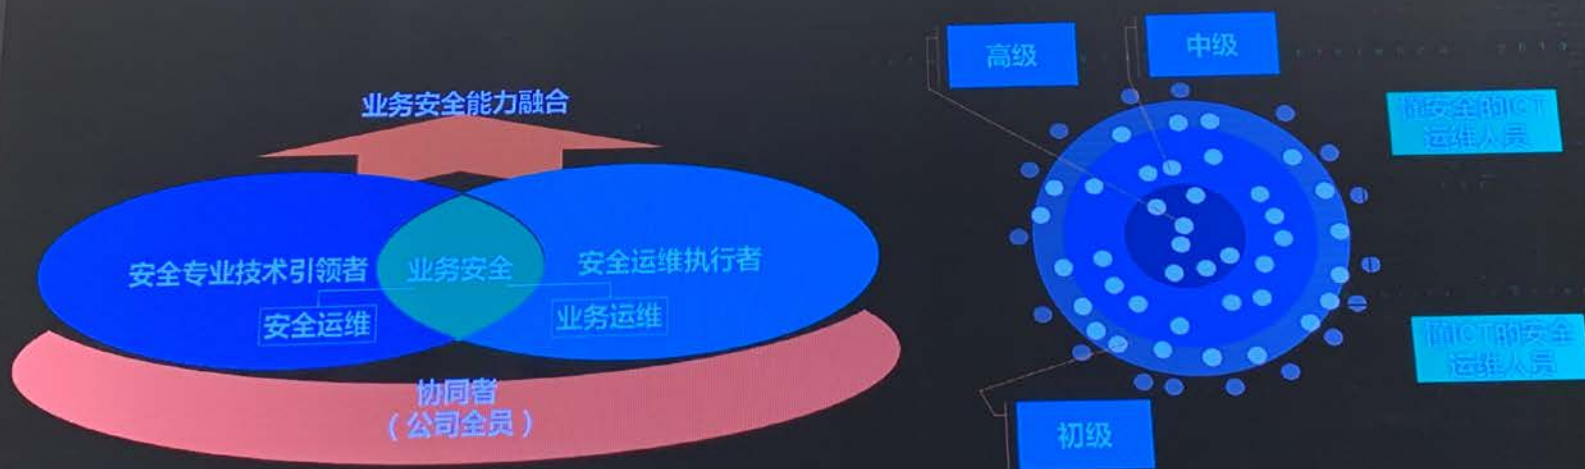 业务安全能力融合
安全专业技术引领者
业务安全
安全运维执行者
安全运维
业务运维
协同者
（公司全员）
高级
中级
初级
懂安全的ICT
运维人员
懂ICT的安全
运维人员